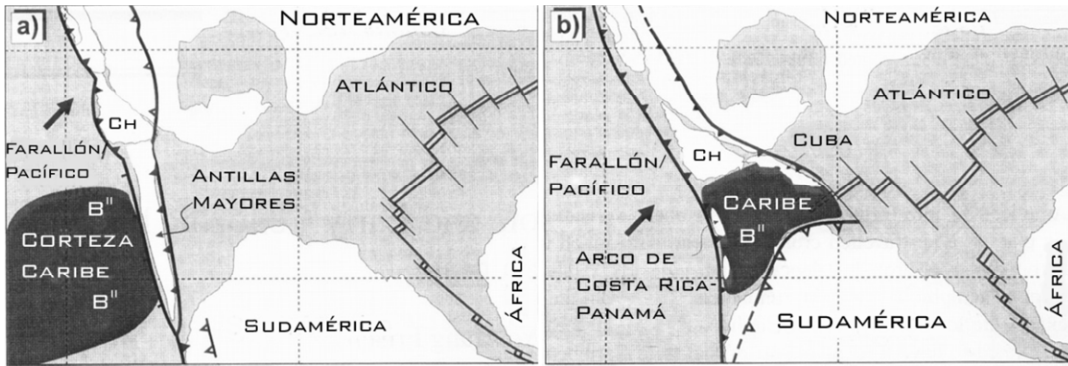 a)
NORTEAMÉRICA
ATLÁNTICO
CH
FARALLÓN/
PACÍFICO
ANTILLAS
MAYORES
B"
CORTEZA
CARIBE
B"
SUDAMÉRICA
ÁFRICA
b)
NORTEAMÉRICA
ATLÁNTICO
CUBA
CH
FARALLÓN/
PACÍFICO
CARIBE
B"
ARCO DE
COSTA RICA-
PANAMÁ
SUDAMÉRICA
ÁFRICA